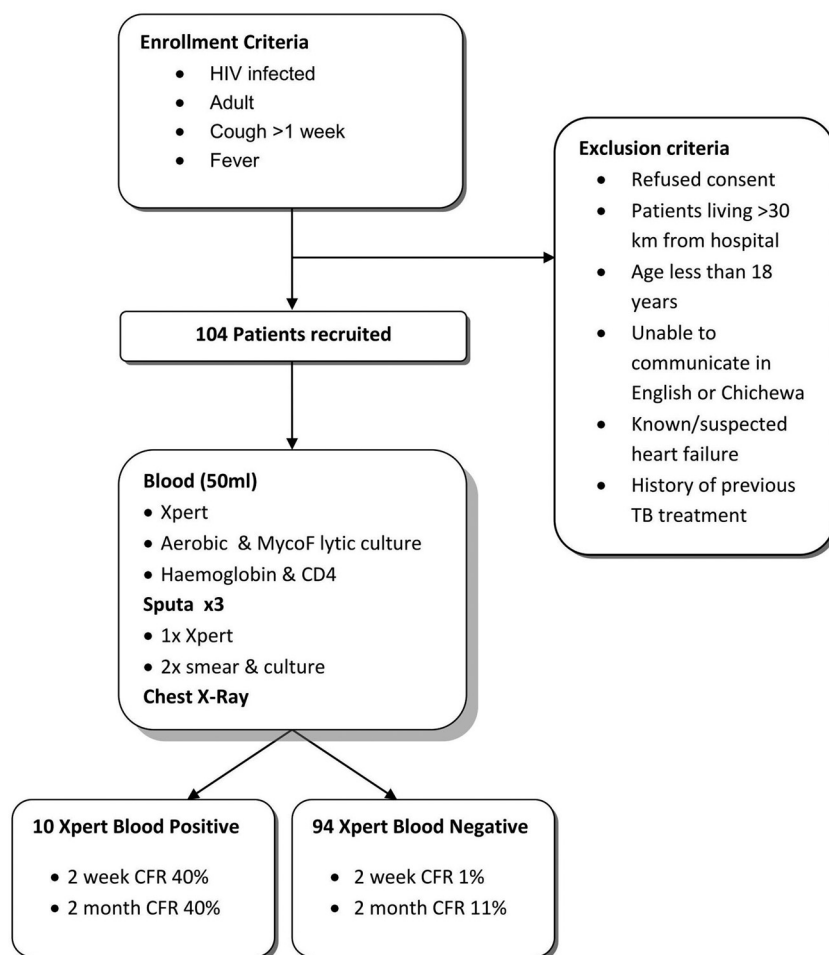 Enrollment Criteria
• HIV infected
• Adult
• Cough >1 week
• Fever
Exclusion criteria
• Refused consent
• Patients living >30
km from hospital
• Age less than 18
years
• Unable to
communicate in
English or Chichewa
• Known/suspected
heart failure
• History of previous
TB treatment
104 Patients recruited
Blood (50ml)
• Xpert
• Aerobic & MycoF lytic culture
• Haemoglobin & CD4
Sputa x3
• 1x Xpert
• 2x smear & culture
Chest X-Ray
10 Xpert Blood Positive
• 2 week CFR 40%
• 2 month CFR 40%
94 Xpert Blood Negative
• 2 week CFR 1%
• 2 month CFR 11%